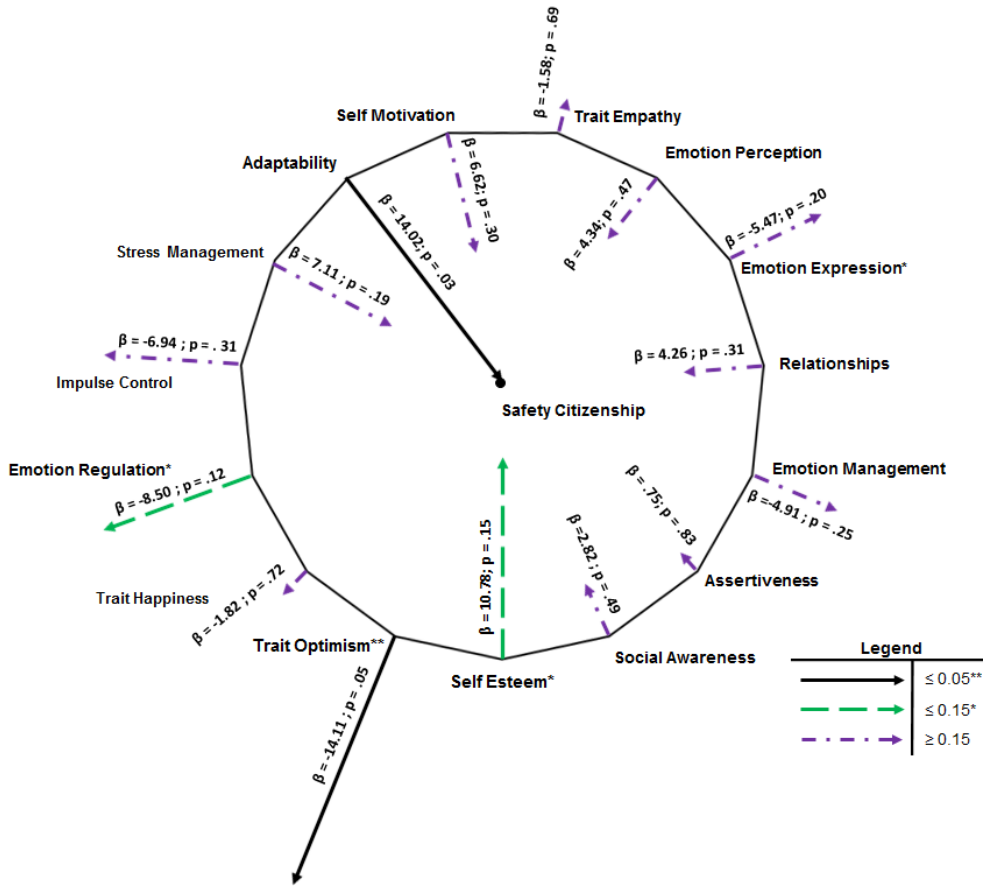 β = -1.58; p = .69
Self Motivation
Trait Empathy
Adaptability
β = 6.62; p = .30
Emotion Perception
β = 4.34; p = .47
β = -5.47; p = .20
β = 14.02; p = .03
Stress Management
β = 7.11; p = .19
Emotion Expression*
β = -6.94 ; p = . 31
β = 4.26 ; p = .31
Relationships
Impulse Control
Safety Citizenship
Emotion Regulation*
Emotion Management
β = -8.50 ; p = .12
β = .75; p = .83
β =-4.91 ; p = .25
β = 10.78; p = .15
β =2.82 ; p = .49
Assertiveness
Trait Happiness
β = -1.82 ; p = .72
Trait Optimism**
Social Awareness
Self Esteem*
β = -14.11 ; p = .05
Legend
≤ 0.05**
≤ 0.15*
≥ 0.15